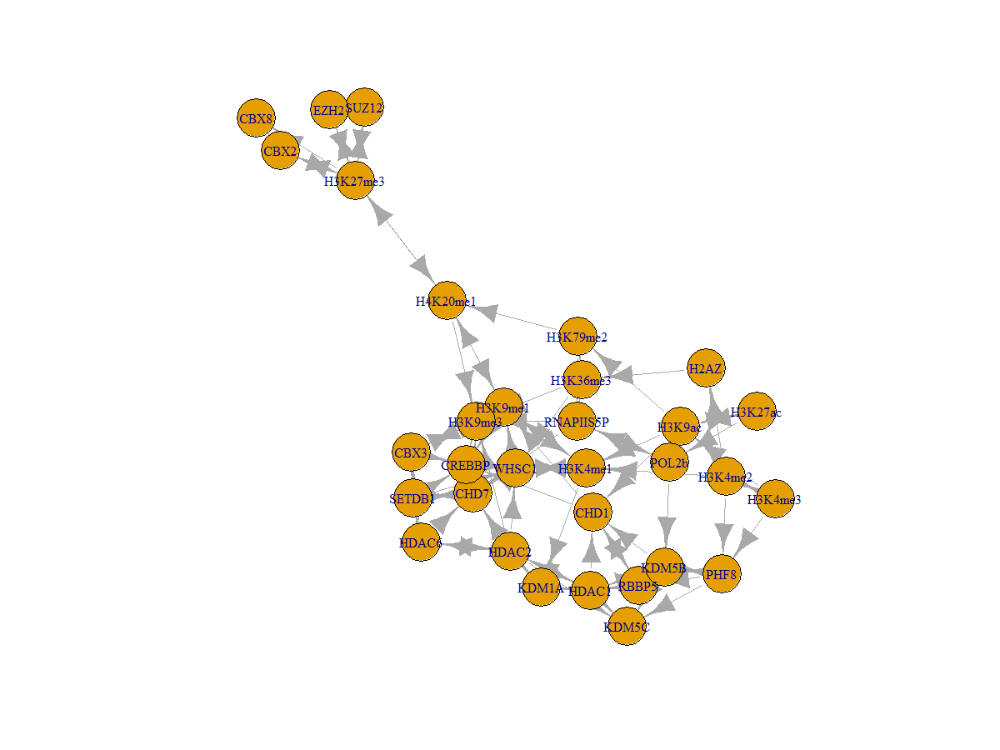 SUZ12
EZH2
CBX8
CBX2
H3K27me3
H4K20me1
H3K79me2
H2AZ
H3K36me3
H3K9me1
H3K27ac
H3K9me3
RNAPIIS5P
H3K9ac
CBX3
POL2b
CREBBP
WHSC1
H3K4me1
H3K4me2
CHD7
SETDB1
H3K4me3
CHD1
HDAC6
HDAC2
KDM5B
PHF8
KDM1A
HDAC1
RBBP5
KDM5C